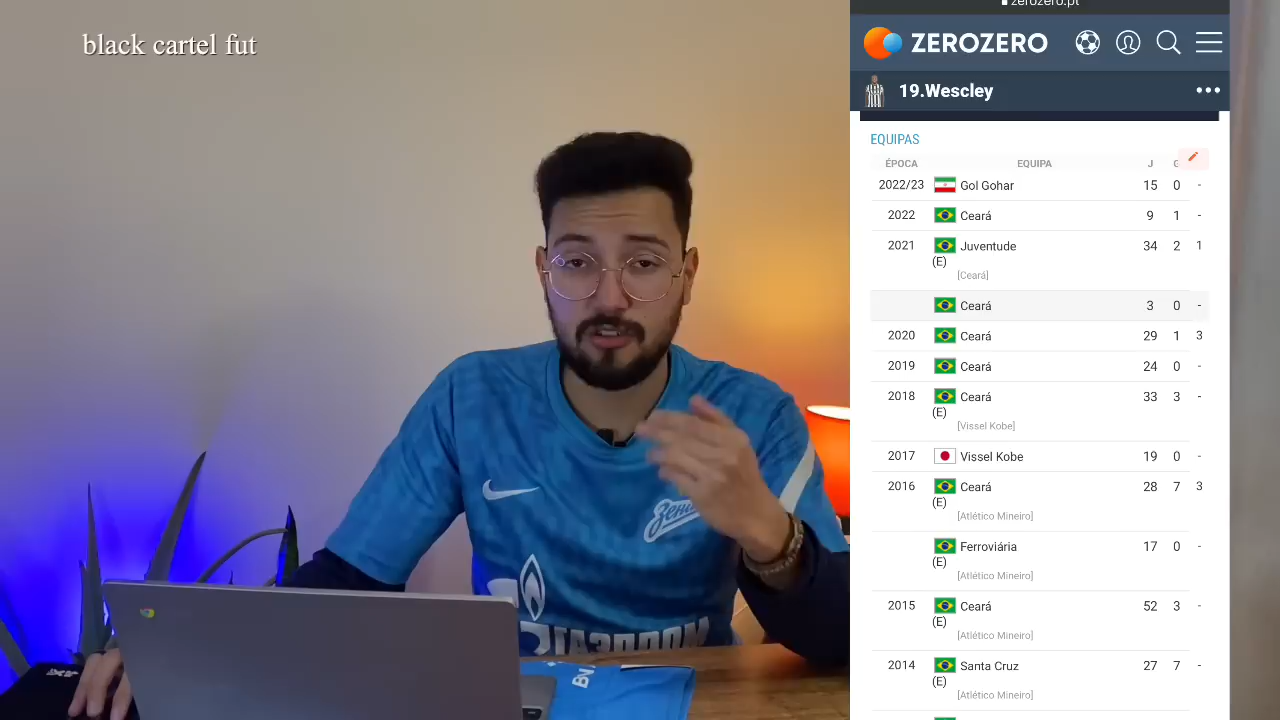 black cartel fut
zerozero.pt
ZEROZERO
19.Wescley
EQUIPAS
ÉPOCA EQUIPA J G
2022/23 Gol Gohar 15 0 -
2022 Ceará 9 1 -
2021 Juventude 34 2 1
(E)
[Ceará]
Ceará 3 0 -
2020 Ceará 29 1 3
2019 Ceará 24 0 -
2018 Ceará 33 3 -
(E)
[Vissel Kobe]
2017 Vissel Kobe 19 0 -
2016 Ceará 28 7 3
(E)
[Atlético Mineiro]
Ferroviária 17 0 -
(E)
[Atlético Mineiro]
2015 Ceará 52 3 -
(E)
[Atlético Mineiro]
2014 Santa Cruz 27 7 -
(E)
[Atlético Mineiro]
Зенит
ГАЗПРОМ